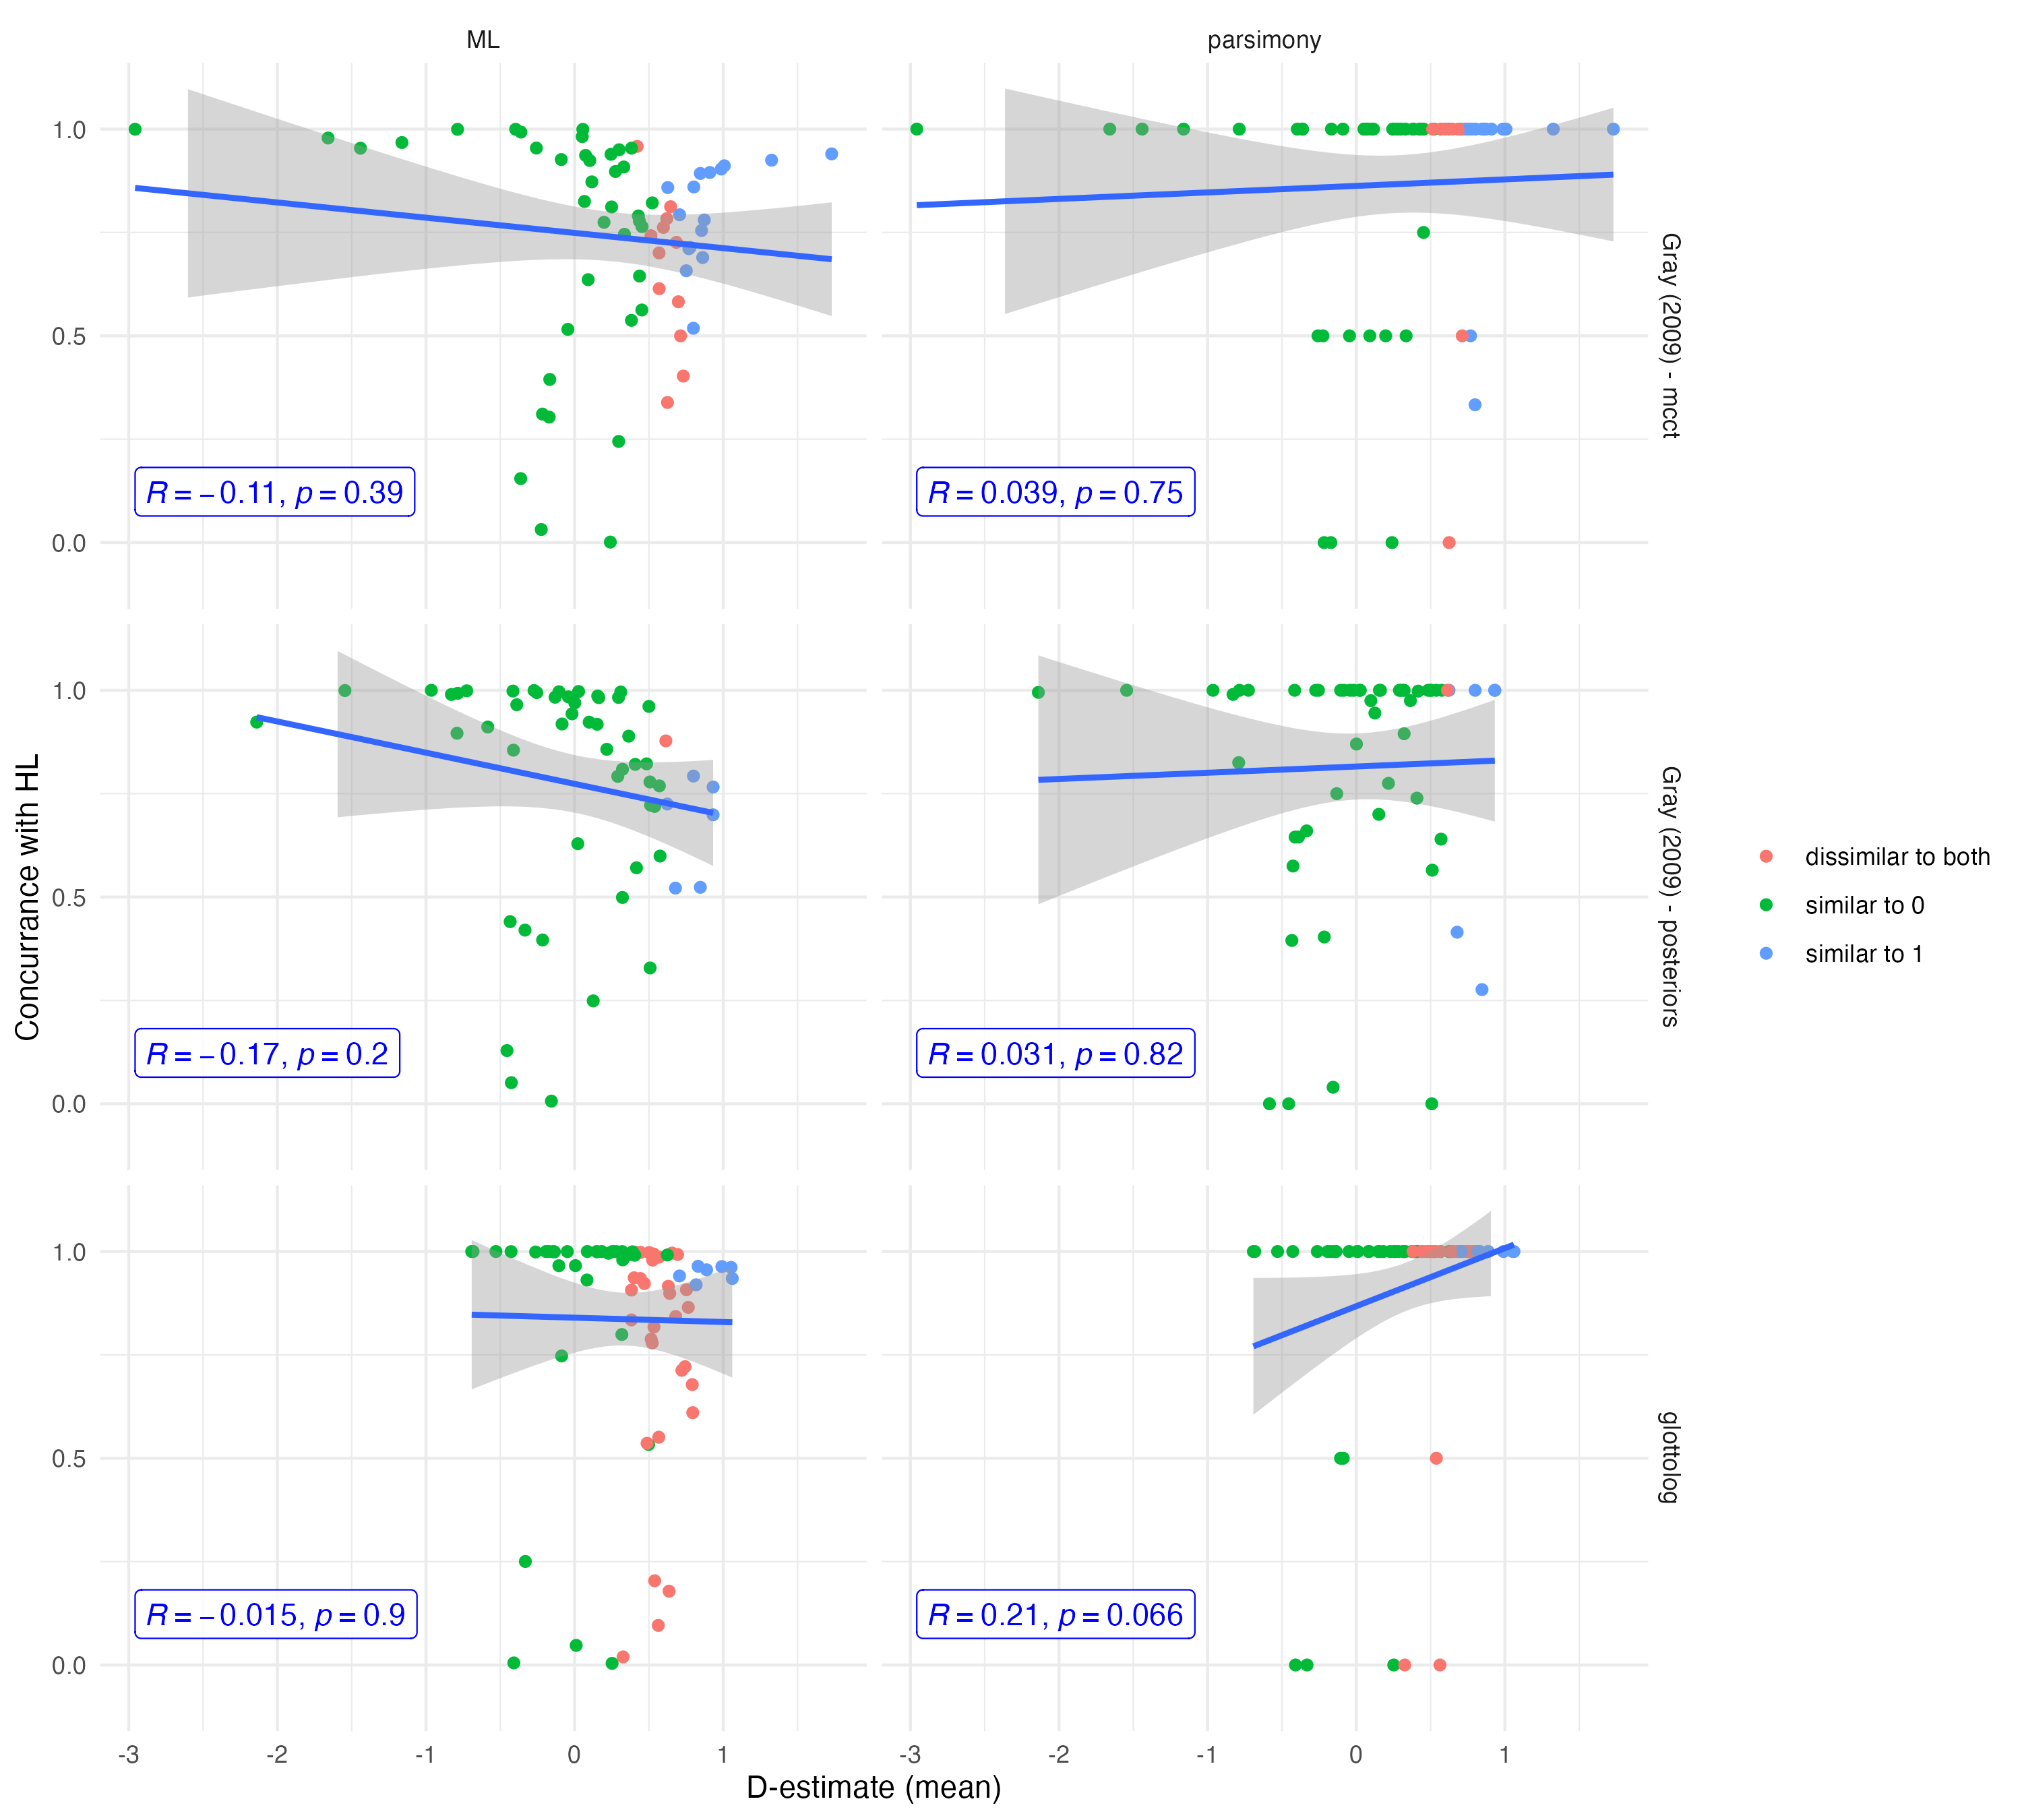 ML
parsimony
1.0
0.5
0.0
R = −0.11, p = 0.39
R = 0.039, p = 0.75
Gray (2009) - mcct
1.0
0.5
0.0
R = −0.17, p = 0.2
R = 0.031, p = 0.82
Gray (2009) - posteriors
1.0
0.5
0.0
R = −0.015, p = 0.9
R = 0.21, p = 0.066
glottolog
-3 -2 -1 0 1
-3 -2 -1 0 1
D-estimate (mean)
Concurrance with HL
dissimilar to both
similar to 0
similar to 1